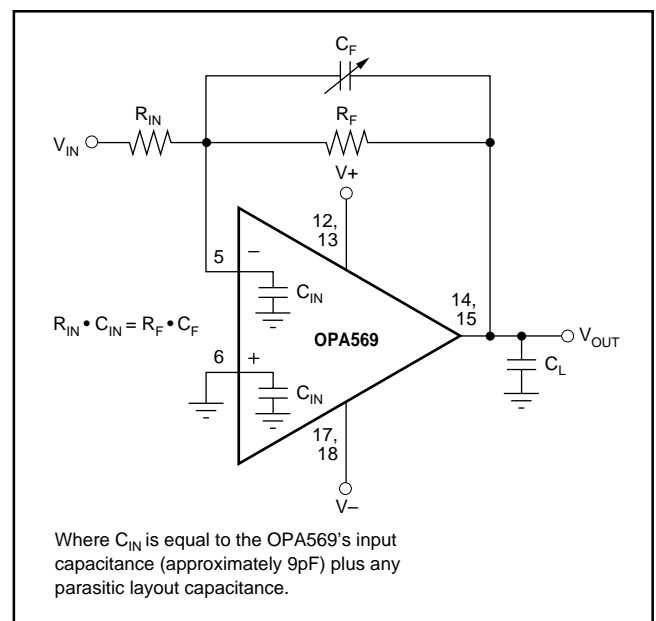 C_F
R_IN
R_F
V_IN
V+
12,
13
5
–
C_IN
R_IN • C_IN = R_F • C_F
OPA569
14,
15
V_OUT
6
+
C_IN
C_L
17,
18
V–
Where C_IN is equal to the OPA569's input
capacitance (approximately 9pF) plus any
parasitic layout capacitance.